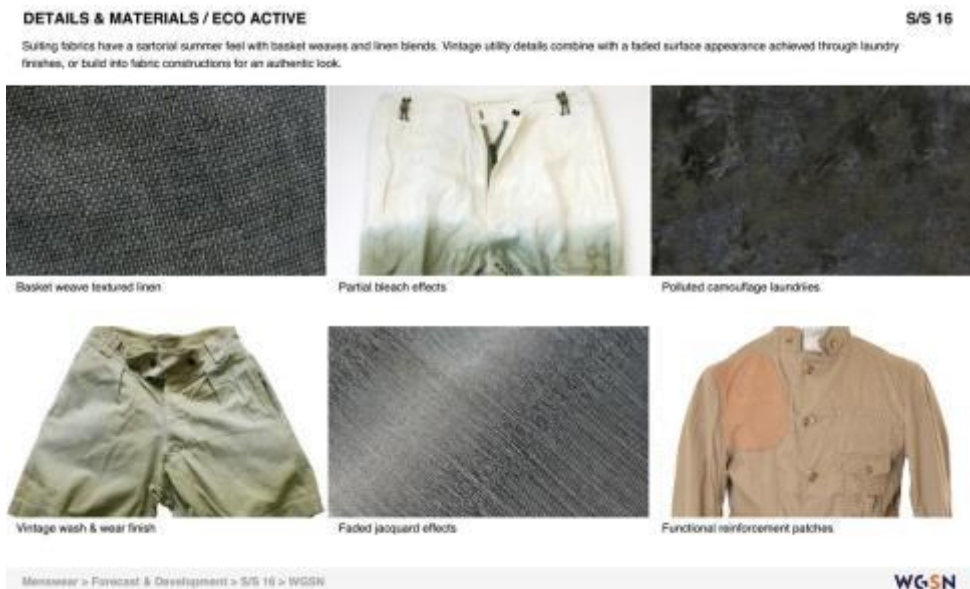 DETAILS & MATERIALS / ECO ACTIVE
S/S 16
Suiting fabrics have a sartorial summer feel with basket weaves and linen blends. Vintage utility details combine with a faded surface appearance achieved through laundry
finishes, or build into fabric constructions for an authentic look.
Basket weave textured linen
Partial bleach effects
Polluted camouflage laundriies
Vintage wash & wear finish
Faded jacquard effects
Functional reinforcement patches
Menswear > Forecast & Development > S/S 16 > WGSN
WGSN